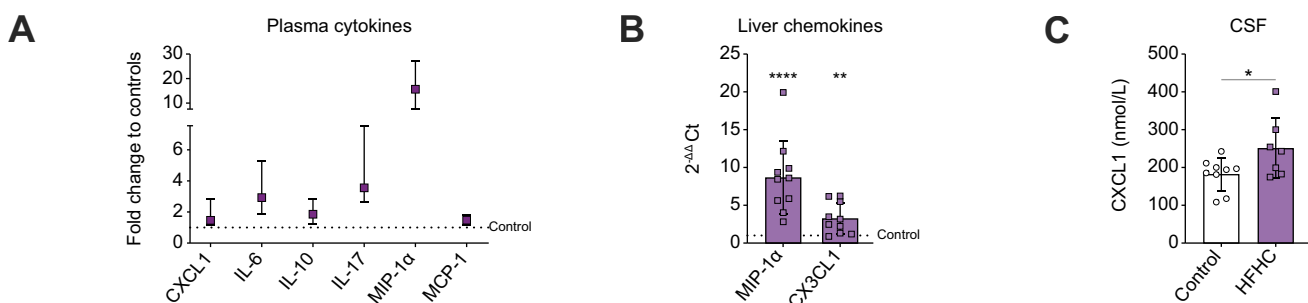 A
Plasma cytokines
Fold change to controls
30
20
10
6
4
2
0
Control
CXCL1
IL-6
IL-10
IL-17
MIP-1α
MCP-1
B
Liver chemokines
2-ΔΔ Ct
25
20
15
10
5
0
****
**
Control
MIP-1α
CX3CL1
C
CSF
CXCL1 (nmol/L)
500
400
300
200
100
0
*
Control
HFHC